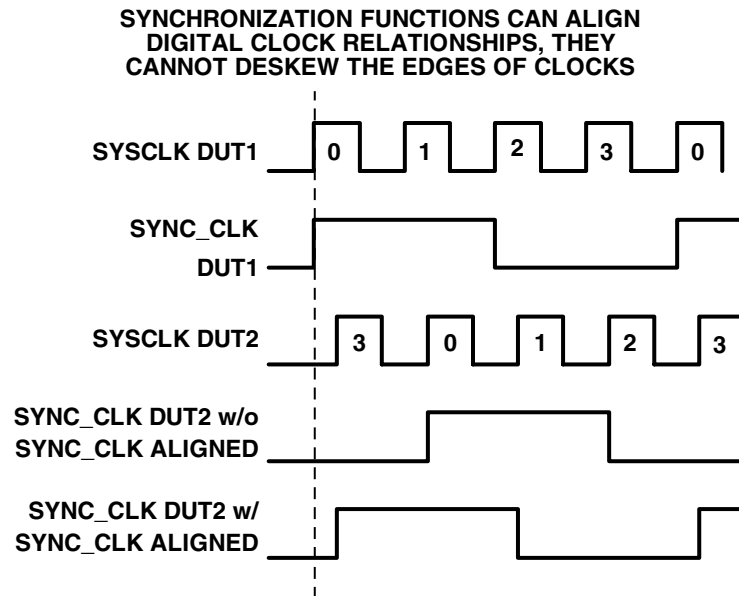 SYNCHRONIZATION FUNCTIONS CAN ALIGN
DIGITAL CLOCK RELATIONSHIPS, THEY
CANNOT DESKEW THE EDGES OF CLOCKS
SYSCLK DUT1
0 1 2 3 0
SYNC_CLK
DUT1
SYSCLK DUT2
3 0 1 2 3
SYNC_CLK DUT2 w/o
SYNC_CLK ALIGNED
SYNC_CLK DUT2 w/
SYNC_CLK ALIGNED